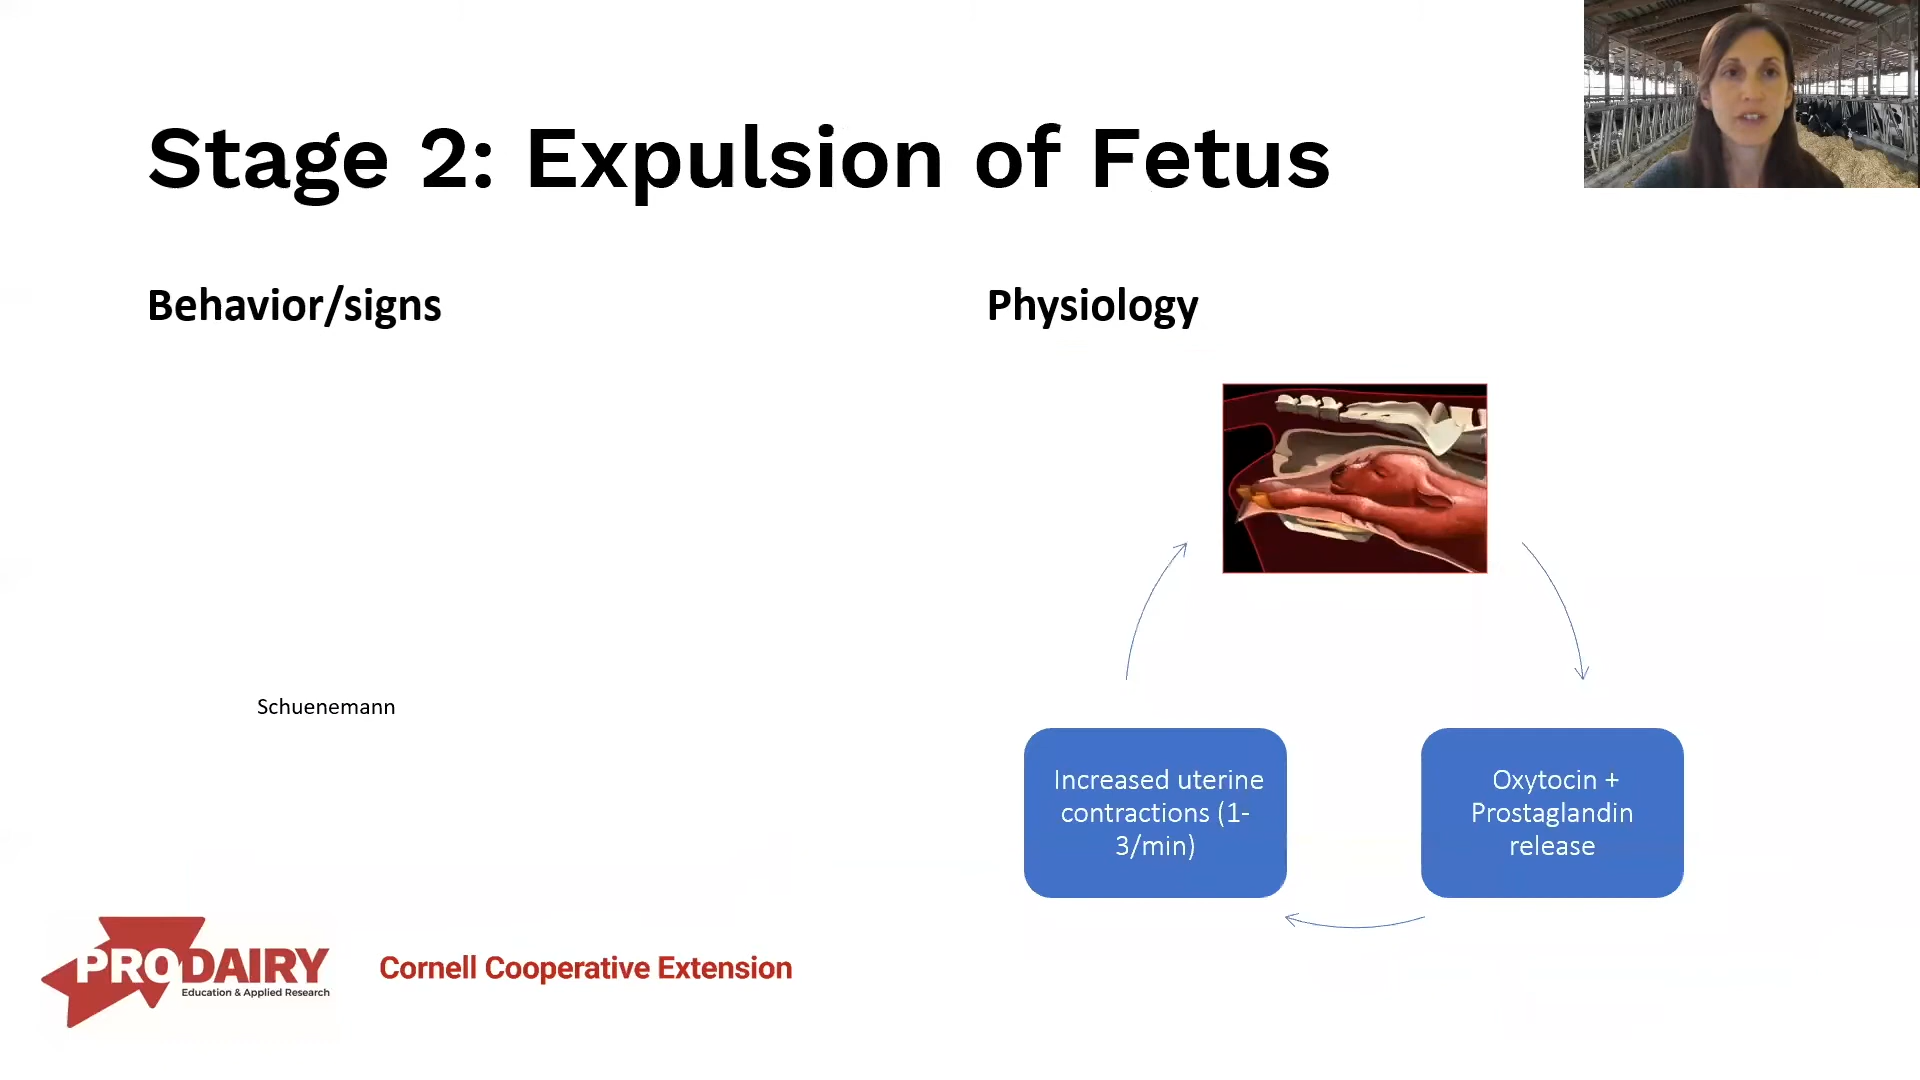 Stage 2: Expulsion of Fetus
Behavior/signs
Physiology
Schuenemann
Increased uterine
contractions (1-
3/min)
Oxytocin +
Prostaglandin
release
PRODAIRY
Education & Applied Research
Cornell Cooperative Extension